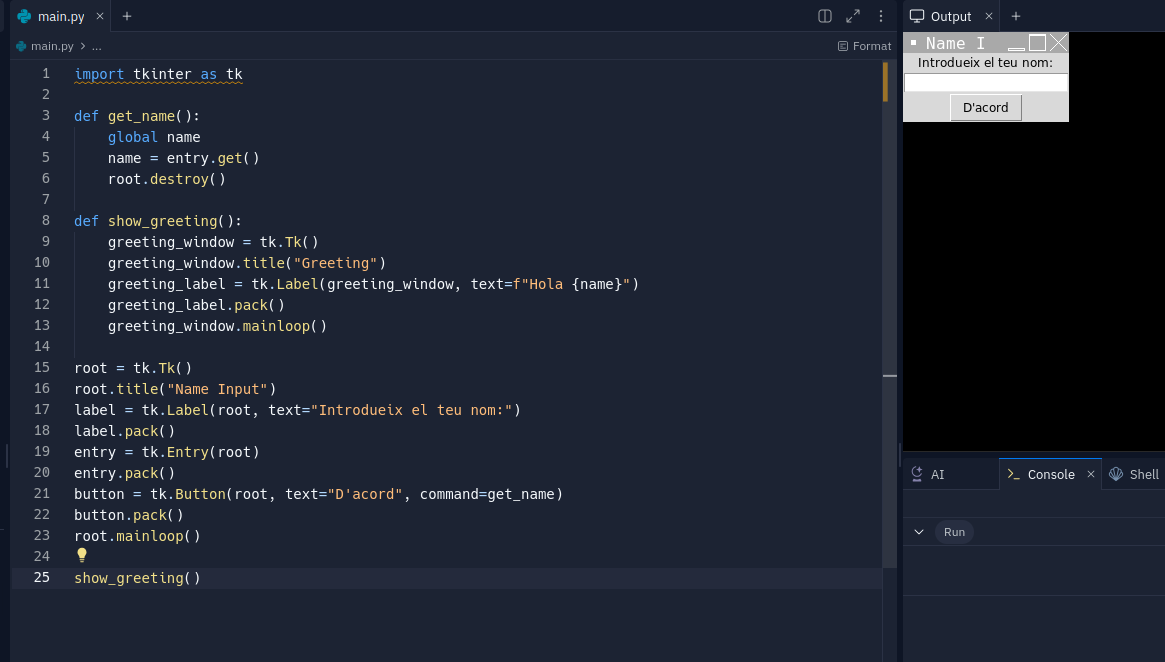 main.py × +
main.py > ...
Format
1 import tkinter as tk
2
3 def get_name():
4     global name
5     name = entry.get()
6     root.destroy()
7
8 def show_greeting():
9     greeting_window = tk.Tk()
10     greeting_window.title("Greeting")
11     greeting_label = tk.Label(greeting_window, text=f"Hola {name}")
12     greeting_label.pack()
13     greeting_window.mainloop()
14
15 root = tk.Tk()
16 root.title("Name Input")
17 label = tk.Label(root, text="Introdueix el teu nom:")
18 label.pack()
19 entry = tk.Entry(root)
20 entry.pack()
21 button = tk.Button(root, text="D'acord", command=get_name)
22 button.pack()
23 root.mainloop()
24
25 show_greeting()
Output × +
Name I
Introdueix el teu nom:
D'acord
AI
Console ×
Shell
Run